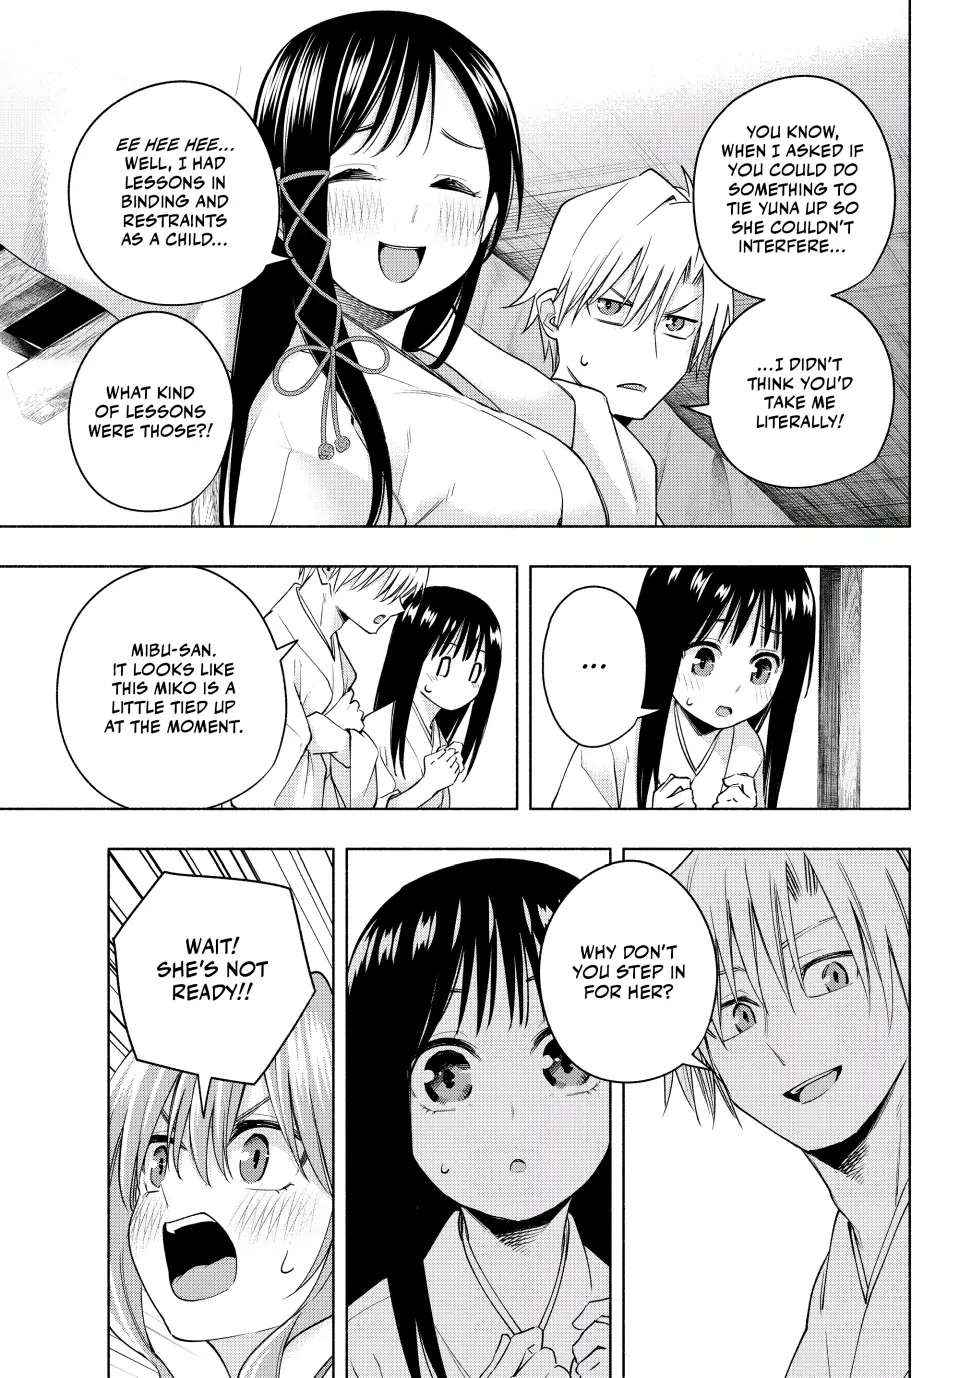 YOU KNOW,
WHEN I ASKED IF
YOU COULD DO
SOMETHING TO
TIE YUNA UP SO
SHE COULDN'T
INTERFERE...
...I DIDN'T
THINK YOU'D
TAKE ME
LITERALLY!
EE HEE HEE...
WELL, I HAD
LESSONS IN
BINDING AND
RESTRAINTS
AS A CHILD...
WHAT KIND
OF LESSONS
WERE THOSE?!
...
MIBU-SAN.
IT LOOKS LIKE
THIS MIKO IS A
LITTLE TIED UP
AT THE MOMENT.
WHY DON'T
YOU STEP IN
FOR HER?
WAIT!
SHE'S NOT
READY!!